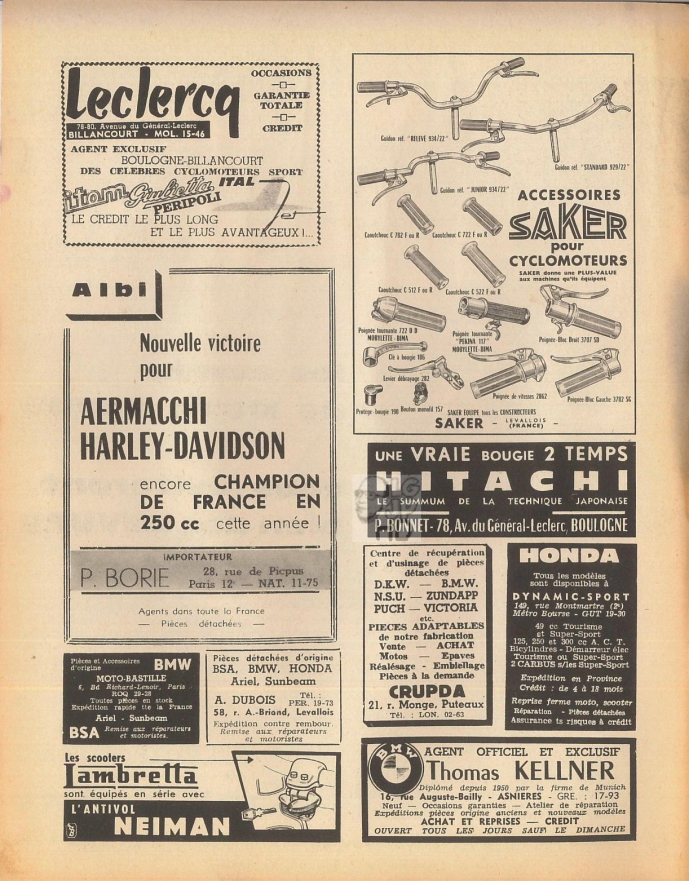 Leclercq
78-80, Avenue du Général-Leclerc
BILLANCOURT - MOL. 15-46
OCCASIONS
GARANTIE
TOTALE
CREDIT
AGENT EXCLUSIF
BOULOGNE-BILLANCOURT
DES CELEBRES CYCLOMOTEURS SPORT
itom Giulietta ITAL
PERIPOLI Jet
LE CREDIT LE PLUS LONG
ET LE PLUS AVANTAGEUX !...
Albi
Nouvelle victoire
pour
AERMACCHI
HARLEY-DAVIDSON
encore CHAMPION
DE FRANCE EN
250 cc cette année !
IMPORTATEUR
P. BORIE 28, rue de Picpus
Paris 12e — NAT. 11-75
Agents dans toute la France
— Pièces détachées —
Pièces et Accessoires
d'origine BMW
MOTO-BASTILLE
6, Bd Richard-Lenoir, Paris
ROQ 29-28
Toutes pièces en stock
Expédition rapide tte la France
Ariel - Sunbeam
BSA Remise aux réparateurs
et motoristes.
Pièces détachées d'origine
BSA, BMW, HONDA
Ariel, Sunbeam
A. DUBOIS Tél. :
PER. 19-73
58, r. A.-Briand, Levallois
Expédition contre rembour.
Remise aux réparateurs
et motoristes
Les scooters
Lambretta
sont équipés en série avec
L'ANTIVOL
NEIMAN
Guidon réf. "RELEVÉ 934/22"
Guidon réf. "STANDARD 929/22"
Guidon réf. "JUNIOR 934/22"
ACCESSOIRES
SAKER
pour
CYCLOMOTEURS
SAKER donne une PLUS-VALUE
aux machines qu'ils équipent
Caoutchouc C 702 F ou R
Caoutchouc C 722 F ou R
Caoutchouc C 512 F ou R
Caoutchouc C 522 F ou R
Poignée tournante 722 D D
MOBYLETTE-BIMA
Poignée tournante
"PEKINA 117"
MOBYLETTE-BIMA
Poignée-Bloc Droit 3707 SD
Clé à bougie 106
Levier débrayage 202
Poignée de vitesses 2062
Poignée-Bloc Gauche 3702 SG
Protège-bougie 190
Bouton monofil 157
SAKER ÉQUIPE tous les CONSTRUCTEURS
SAKER - LEVALLOIS (FRANCE) -
UNE VRAIE BOUGIE 2 TEMPS
HITACHI
LE SUMMUM DE LA TECHNIQUE JAPONAISE
P. BONNET - 78, Av. du Général-Leclerc, BOULOGNE
Centre de récupération
et d'usinage de pièces
détachées
D.K.W. — B.M.W.
N.S.U. — ZUNDAPP
PUCH — VICTORIA
etc.
PIECES ADAPTABLES
de notre fabrication
Vente — ACHAT
Motos — Epaves
Réalésage - Embiellage
Pièces à la demande
CRUPDA
21, r. Monge, Puteaux
Tél. : LON. 02-63
HONDA
Tous les modèles
sont disponibles à
DYNAMIC-SPORT
149, rue Montmartre (2e)
Métro Bourse - GUT 19-30
49 cc Tourisme
et Super-Sport
125, 250 et 300 cc A. C. T.
Bicylindres - Démarreur élec
Tourisme ou Super-Sport
2 CARBUS s/les Super-Sport
Expédition en Province
Crédit : de 4 à 18 mois
Reprise ferme moto, scooter
Réparation - Pièces détachées
Assurance ts risques à crédit
BMW
AGENT OFFICIEL ET EXCLUSIF
Thomas KELLNER
Diplômé depuis 1950 par la firme de Munich
16, rue Auguste-Bailly - ASNIERES - GRE. : 17-93
Neuf — Occasions garanties — Atelier de réparation
Expéditions pièces origine anciens et nouveaux modèles
ACHAT ET REPRISES — CREDIT
OUVERT TOUS LES JOURS SAUF LE DIMANCHE